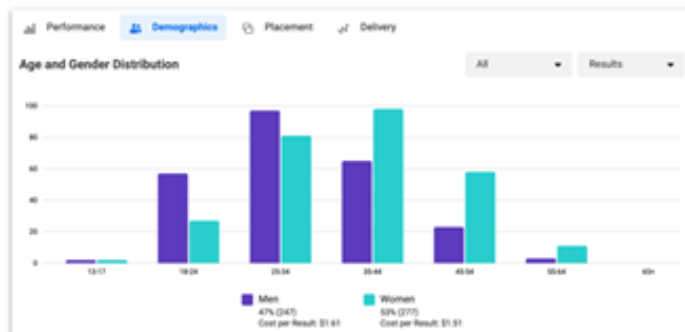 Performance Demographics Placement Delivery
Age and Gender Distribution All Results
100
80
60
40
20
0
13-17 18-24 25-34 35-44 45-54 55-64 65+
Men Women
47% (247) 53% (277)
Cost per Result: $1.61 Cost per Result: $1.51